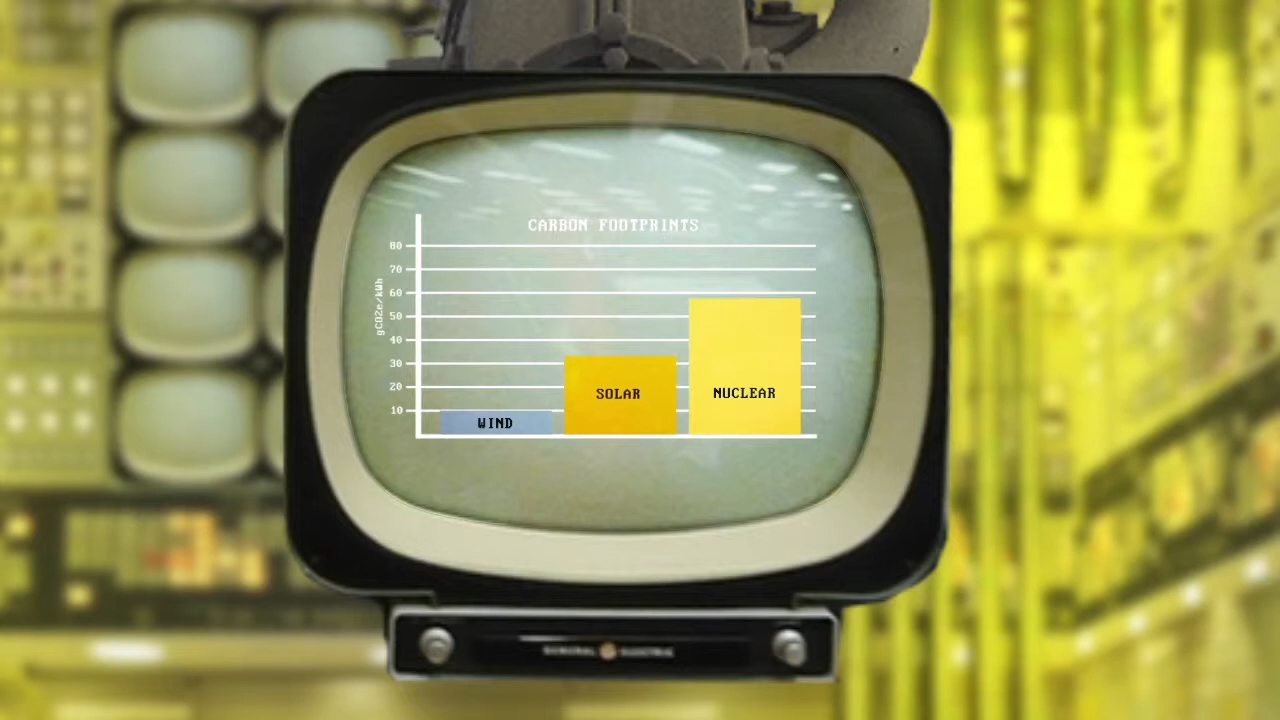 CARBON FOOTPRINTS
80
70
60
50
40
30
20
10
gCO2e/kWh
WIND
SOLAR
NUCLEAR
GENERAL ELECTRIC